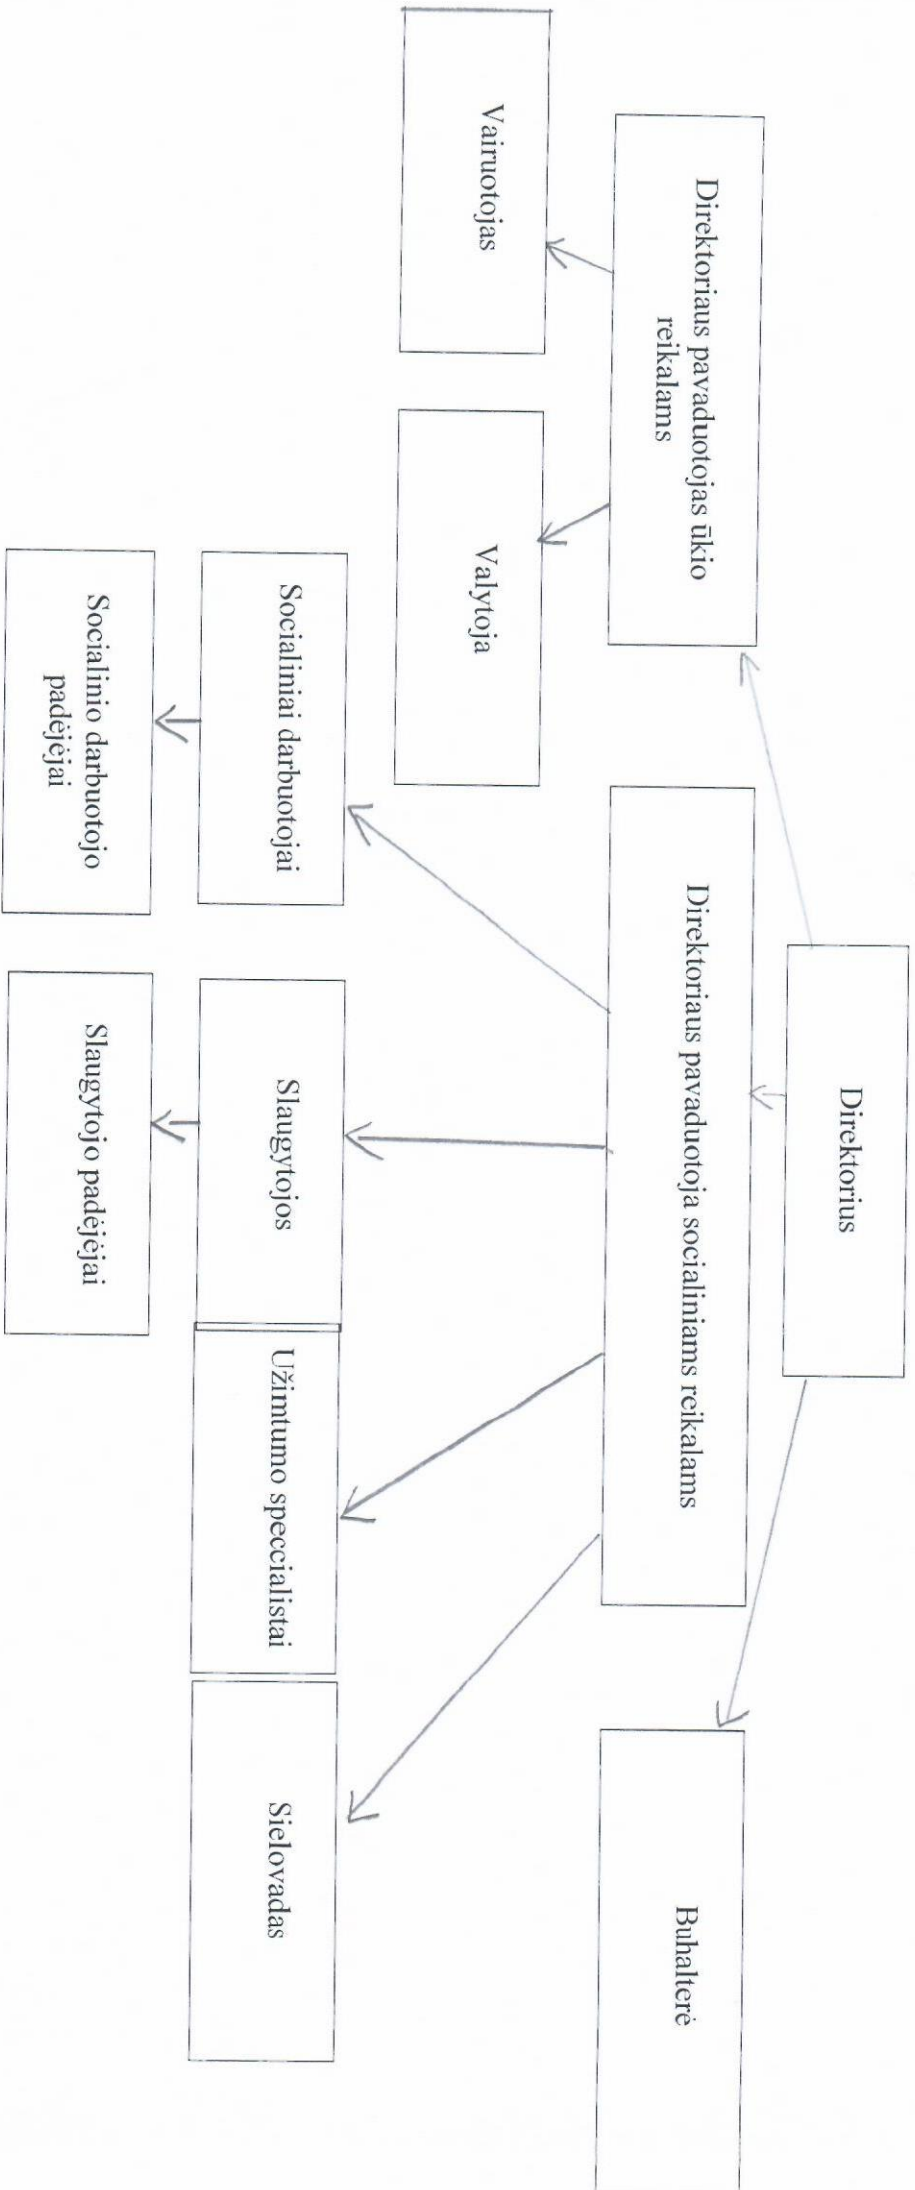 Direktorius
Direktoriaus pavaduotojas ūkio
reikalams
Direktoriaus pavaduotoja socialiniams reikalams
Buhalterė
Vairuotojas
Valytoja
Socialiniai darbuotojai
Slaugytojos
Užimtumo speccialistai
Sielovadas
Socialinio darbuotojo
padėjėjai
Slaugytojo padėjėjai